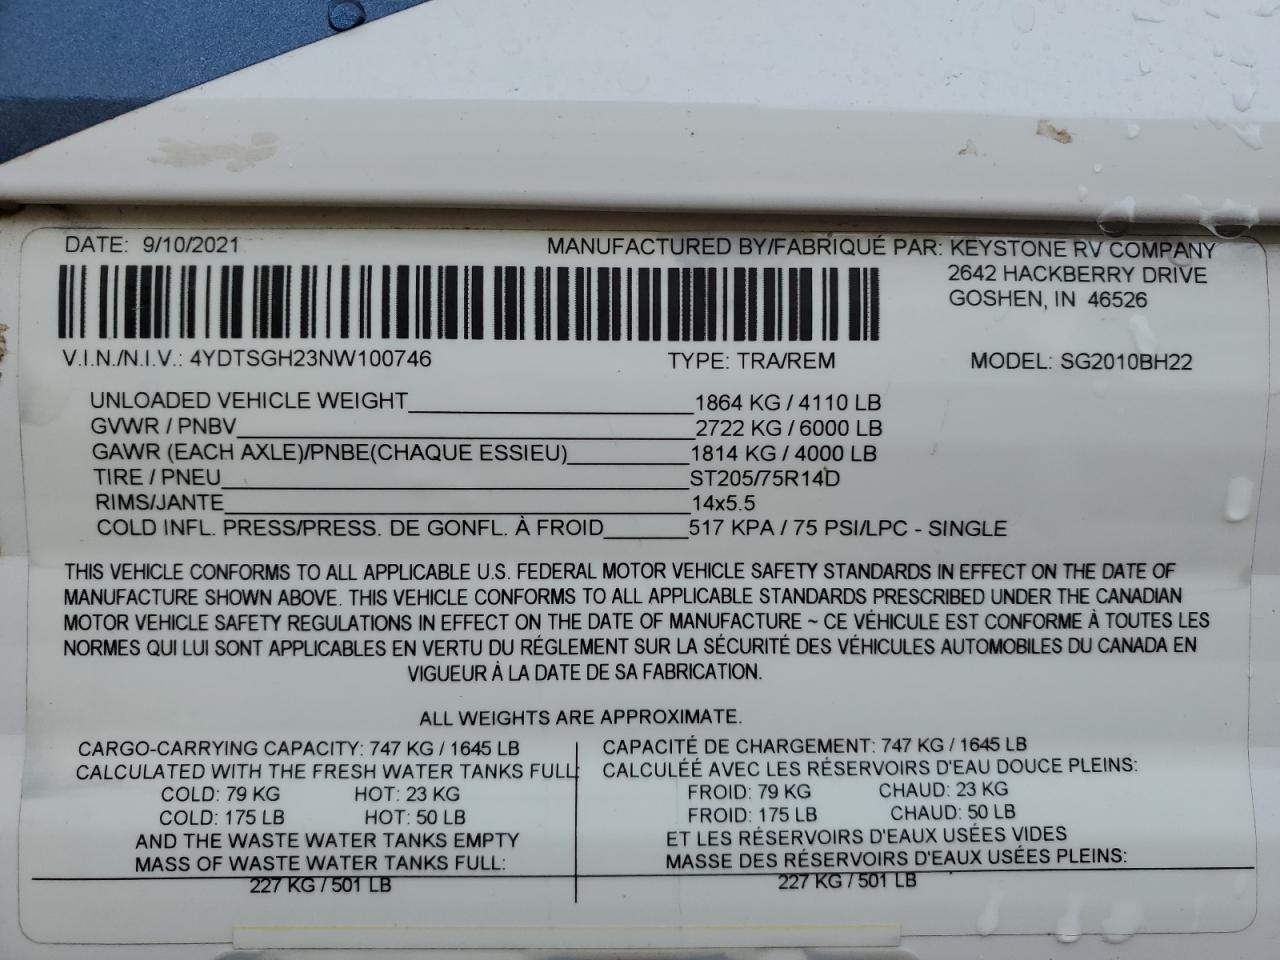 DATE: 9/10/2021 MANUFACTURED BY/FABRIQUÉ PAR: KEYSTONE RV COMPANY
2642 HACKBERRY DRIVE
GOSHEN, IN 46526
V.I.N./N.I.V.: 4YDTSGH23NW100746 TYPE: TRA/REM MODEL: SG2010BH22
UNLOADED VEHICLE WEIGHT 1864 KG / 4110 LB
GVWR / PNBV 2722 KG / 6000 LB
GAWR (EACH AXLE)/PNBE(CHAQUE ESSIEU) 1814 KG / 4000 LB
TIRE / PNEU ST205/75R14D
RIMS/JANTE 14x5.5
COLD INFL. PRESS/PRESS. DE GONFL. À FROID 517 KPA / 75 PSI/LPC - SINGLE
THIS VEHICLE CONFORMS TO ALL APPLICABLE U.S. FEDERAL MOTOR VEHICLE SAFETY STANDARDS IN EFFECT ON THE DATE OF
MANUFACTURE SHOWN ABOVE. THIS VEHICLE CONFORMS TO ALL APPLICABLE STANDARDS PRESCRIBED UNDER THE CANADIAN
MOTOR VEHICLE SAFETY REGULATIONS IN EFFECT ON THE DATE OF MANUFACTURE ~ CE VÉHICULE EST CONFORME À TOUTES LES
NORMES QUI LUI SONT APPLICABLES EN VERTU DU RÉGLEMENT SUR LA SÉCURITÉ DES VÉHICULES AUTOMOBILES DU CANADA EN
VIGUEUR À LA DATE DE SA FABRICATION.
ALL WEIGHTS ARE APPROXIMATE.
CARGO-CARRYING CAPACITY: 747 KG / 1645 LB
CALCULATED WITH THE FRESH WATER TANKS FULL:
COLD: 79 KG HOT: 23 KG
COLD: 175 LB HOT: 50 LB
AND THE WASTE WATER TANKS EMPTY
MASS OF WASTE WATER TANKS FULL:
227 KG / 501 LB
CAPACITÉ DE CHARGEMENT: 747 KG / 1645 LB
CALCULÉE AVEC LES RÉSERVOIRS D'EAU DOUCE PLEINS:
FROID: 79 KG CHAUD: 23 KG
FROID: 175 LB CHAUD: 50 LB
ET LES RÉSERVOIRS D'EAUX USÉES VIDES
MASSE DES RÉSERVOIRS D'EAUX USÉES PLEINS:
227 KG / 501 LB